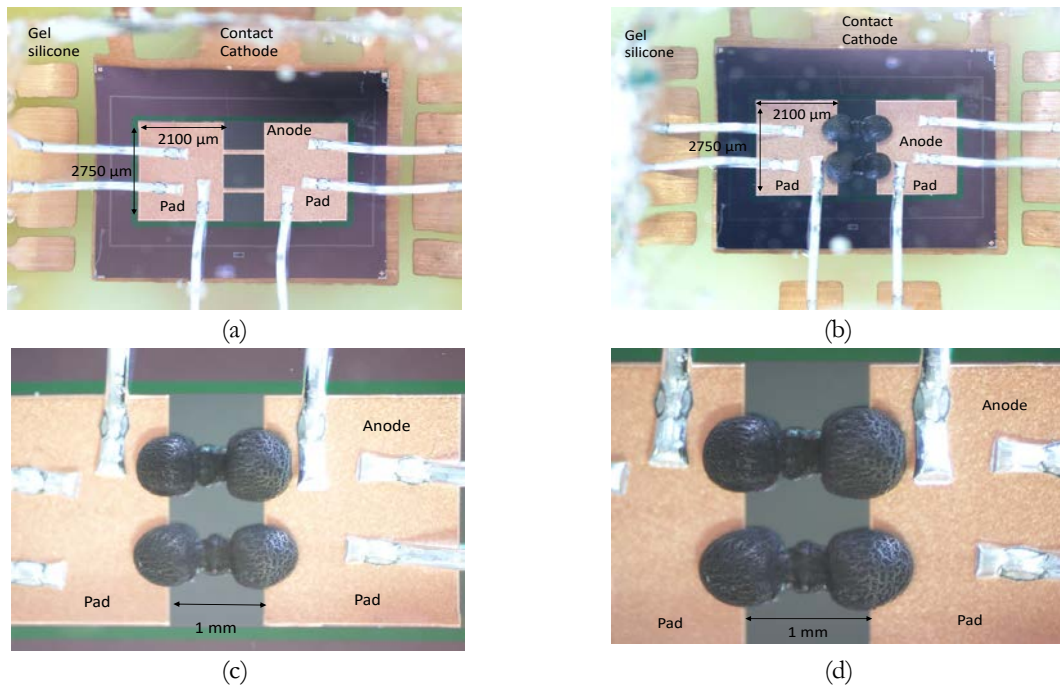 Gel
silicone
Contact
Cathode
2100 µm
Anode
2750 µm
Pad
Pad
(a)
Gel
silicone
Contact
Cathode
2100 µm
Anode
2750 µm
Pad
Pad
(b)
Anode
Pad
Pad
1 mm
(c)
Anode
Pad
Pad
1 mm
(d)